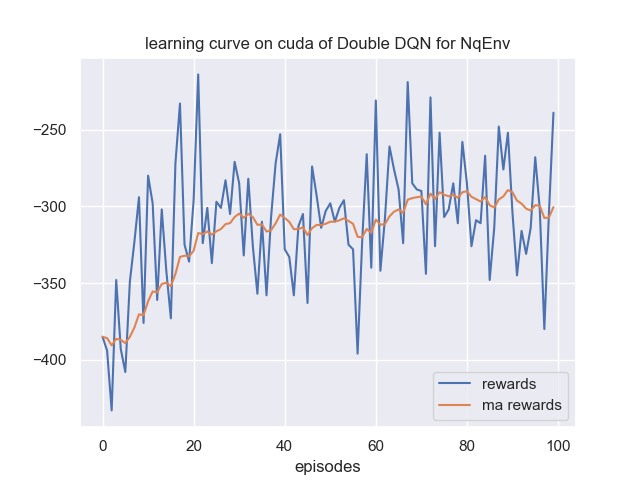 learning curve on cuda of Double DQN for NqEnv
−250
−300
−350
−400
0
20
40
60
80
100
episodes
rewards
ma rewards